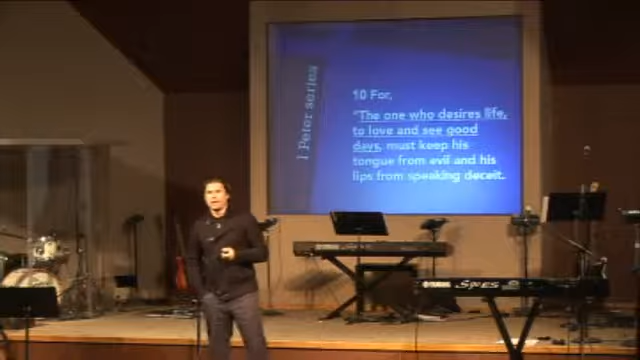 1 Peter series
10 For,
"The one who desires life,
to love and see good
days, must keep his
tongue from evil and his
lips from speaking deceit.
YAMAHA